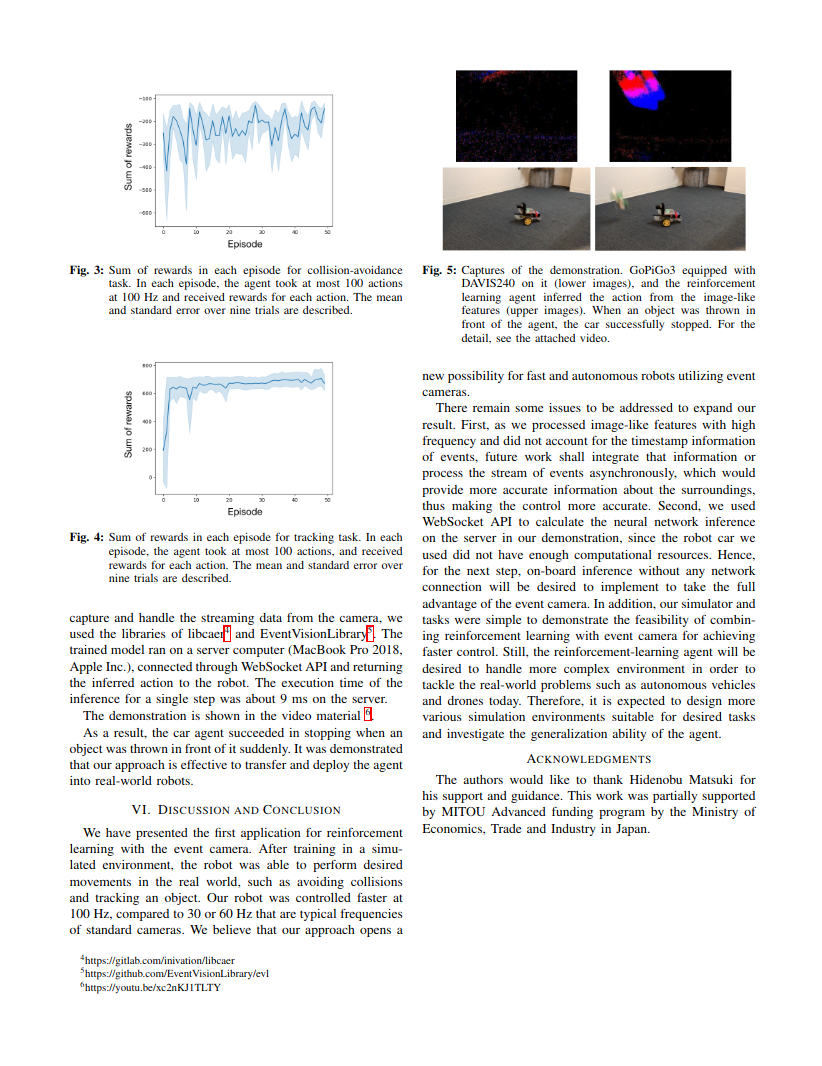 −100
−200
−300
−400
−500
−600
Sum of rewards
0 10 20 30 40 50
Episode
Fig. 3: Sum of rewards in each episode for collision-avoidance
task. In each episode, the agent took at most 100 actions
at 100 Hz and received rewards for each action. The mean
and standard error over nine trials are described.
800
600
400
200
0
Sum of rewards
0 10 20 30 40 50
Episode
Fig. 4: Sum of rewards in each episode for tracking task. In each
episode, the agent took at most 100 actions, and received
rewards for each action. The mean and standard error over
nine trials are described.
capture and handle the streaming data from the camera, we
used the libraries of libcaer4 and EventVisionLibrary5. The
trained model ran on a server computer (MacBook Pro 2018,
Apple Inc.), connected through WebSocket API and returning
the inferred action to the robot. The execution time of the
inference for a single step was about 9 ms on the server.
The demonstration is shown in the video material 6.
As a result, the car agent succeeded in stopping when an
object was thrown in front of it suddenly. It was demonstrated
that our approach is effective to transfer and deploy the agent
into real-world robots.
VI. DISCUSSION AND CONCLUSION
We have presented the first application for reinforcement
learning with the event camera. After training in a simu-
lated environment, the robot was able to perform desired
movements in the real world, such as avoiding collisions
and tracking an object. Our robot was controlled faster at
100 Hz, compared to 30 or 60 Hz that are typical frequencies
of standard cameras. We believe that our approach opens a
4https://gitlab.com/inivation/libcaer
5https://github.com/EventVisionLibrary/evl
6https://youtu.be/xc2nKJ1TLTY
Fig. 5: Captures of the demonstration. GoPiGo3 equipped with
DAVIS240 on it (lower images), and the reinforcement
learning agent inferred the action from the image-like
features (upper images). When an object was thrown in
front of the agent, the car successfully stopped. For the
detail, see the attached video.
new possibility for fast and autonomous robots utilizing event
cameras.
There remain some issues to be addressed to expand our
result. First, as we processed image-like features with high
frequency and did not account for the timestamp information
of events, future work shall integrate that information or
process the stream of events asynchronously, which would
provide more accurate information about the surroundings,
thus making the control more accurate. Second, we used
WebSocket API to calculate the neural network inference
on the server in our demonstration, since the robot car we
used did not have enough computational resources. Hence,
for the next step, on-board inference without any network
connection will be desired to implement to take the full
advantage of the event camera. In addition, our simulator and
tasks were simple to demonstrate the feasibility of combin-
ing reinforcement learning with event camera for achieving
faster control. Still, the reinforcement-learning agent will be
desired to handle more complex environment in order to
tackle the real-world problems such as autonomous vehicles
and drones today. Therefore, it is expected to design more
various simulation environments suitable for desired tasks
and investigate the generalization ability of the agent.
ACKNOWLEDGMENTS
The authors would like to thank Hidenobu Matsuki for
his support and guidance. This work was partially supported
by MITOU Advanced funding program by the Ministry of
Economics, Trade and Industry in Japan.